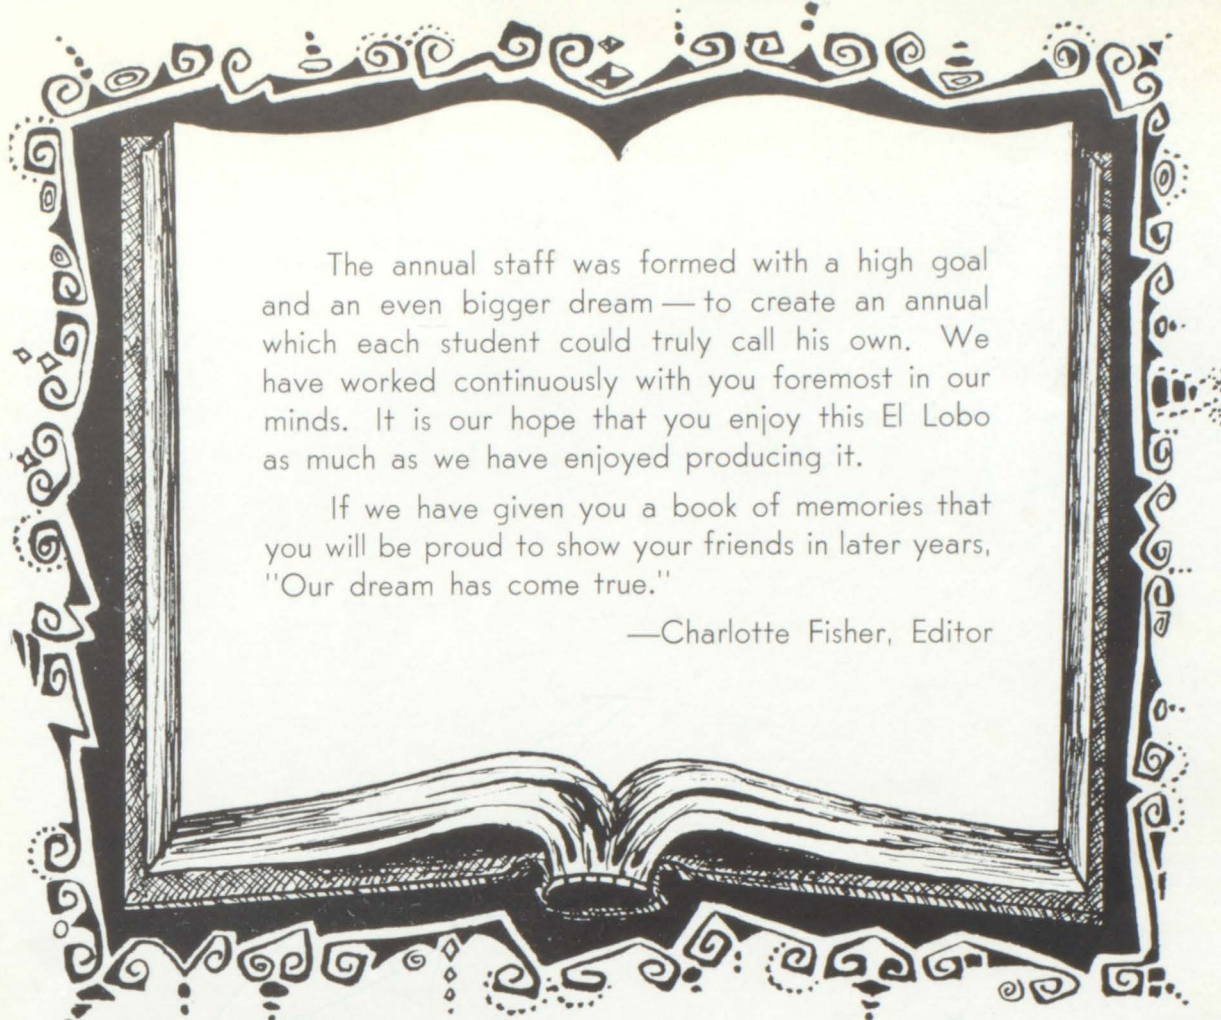 The annual staff was formed with a high goal
and an even bigger dream — to create an annual
which each student could truly call his own. We
have worked continuously with you foremost in our
minds. It is our hope that you enjoy this El Lobo
as much as we have enjoyed producing it.
If we have given you a book of memories that
you will be proud to show your friends in later years,
"Our dream has come true."
—Charlotte Fisher, Editor